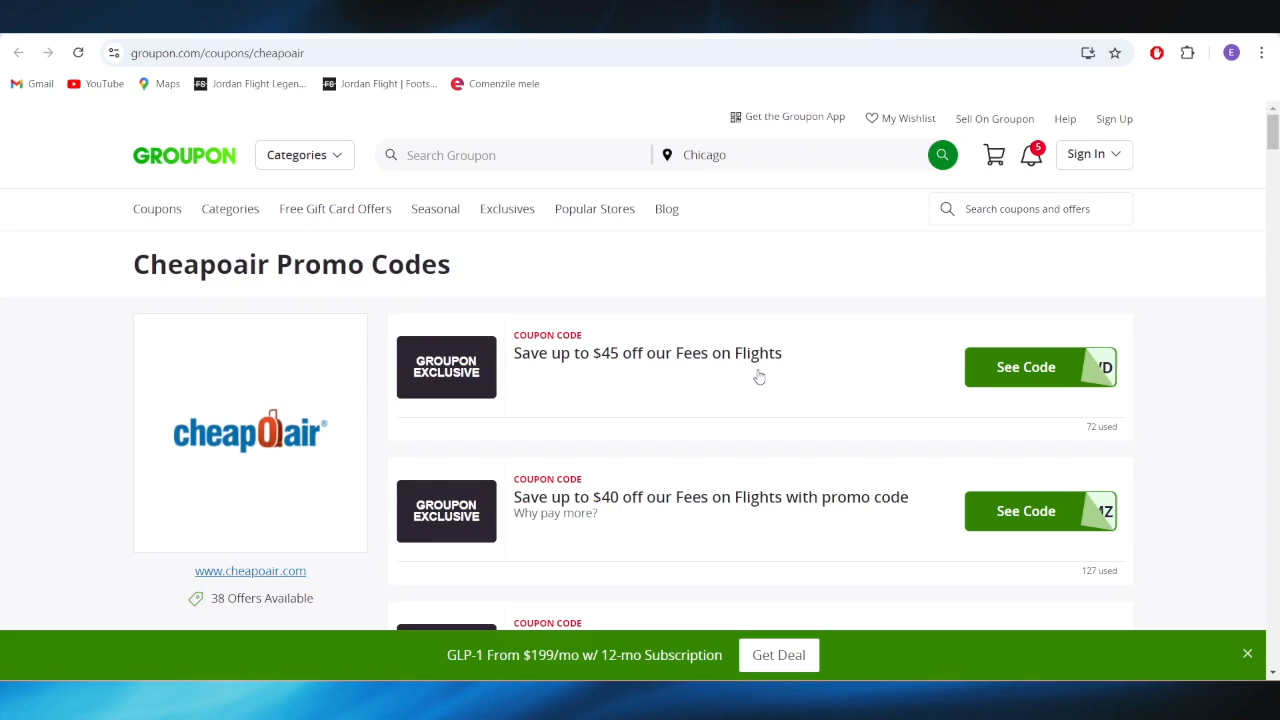 groupon.com/coupons/cheapoair
E
Gmail YouTube Maps Jordan Flight Legen... Jordan Flight | Foots... Comenzile mele
Get the Groupon App My Wishlist Sell On Groupon Help Sign Up
GROUPON Categories Search Groupon Chicago 5 Sign In
Coupons Categories Free Gift Card Offers Seasonal Exclusives Popular Stores Blog Search coupons and offers
Cheapoair Promo Codes
COUPON CODE
Save up to $45 off our Fees on Flights
GROUPON
EXCLUSIVE
See Code
72 used
cheapOair®
COUPON CODE
Save up to $40 off our Fees on Flights with promo code
Why pay more?
GROUPON
EXCLUSIVE
See Code MZ
127 used
www.cheapoair.com
38 Offers Available
COUPON CODE
GLP-1 From $199/mo w/ 12-mo Subscription Get Deal